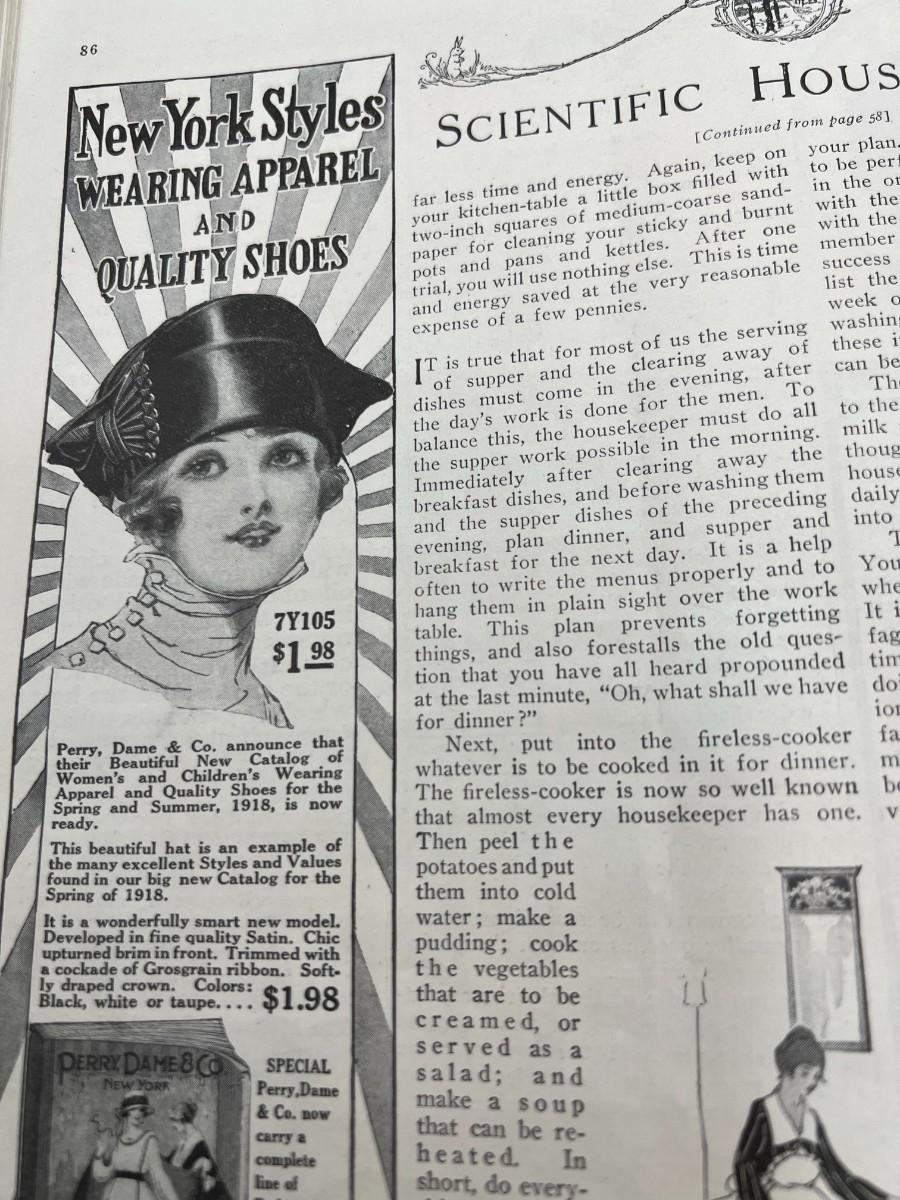 86
New York Styles
WEARING APPAREL
AND
QUALITY SHOES
7Y105
$1.98
Perry, Dame & Co. announce that
their Beautiful New Catalog of
Women's and Children's Wearing
Apparel and Quality Shoes for the
Spring and Summer, 1918, is now
ready.
This beautiful hat is an example of
the many excellent Styles and Values
found in our big new Catalog for the
Spring of 1918.
It is a wonderfully smart new model.
Developed in fine quality Satin. Chic
upturned brim in front. Trimmed with
a cockade of Grosgrain ribbon. Soft-
ly draped crown. Colors:
Black, white or taupe.... $1.98
PERRY, DAME & CO
NEW YORK
SPECIAL
Perry, Dame
& Co. now
carry a
complete
line of
SCIENTIFIC HOUS
[Continued from page 58]
far less time and energy. Again, keep on
your kitchen-table a little box filled with
two-inch squares of medium-coarse sand-
paper for cleaning your sticky and burnt
pots and pans and kettles. After one
trial, you will use nothing else. This is time
and energy saved at the very reasonable
expense of a few pennies.
IT is true that for most of us the serving
of supper and the clearing away of
dishes must come in the evening, after
the day's work is done for the men. To
balance this, the housekeeper must do all
the supper work possible in the morning.
Immediately after clearing away the
breakfast dishes, and before washing them
and the supper dishes of the preceding
evening, plan dinner, and supper and
breakfast for the next day. It is a help
often to write the menus properly and to
hang them in plain sight over the work
table. This plan prevents forgetting
things, and also forestalls the old ques-
tion that you have all heard propounded
at the last minute, "Oh, what shall we have
for dinner?"
Next, put into the fireless-cooker
whatever is to be cooked in it for dinner.
The fireless-cooker is now so well known
that almost every housekeeper has one.
Then peel the
potatoes and put
them into cold
water; make a
pudding; cook
the vegetables
that are to be
creamed, or
served as a
salad; and
make a soup
that can be re-
heated. In
short, do every-
your plan.
to be perf
in the or
with the
with the
member
success
list the
week o
washing
these i
can be
The
to the
milk
thoug
house
daily
into
T
You
whe
It i
fag
tim
do
ion
fa
m
be
v